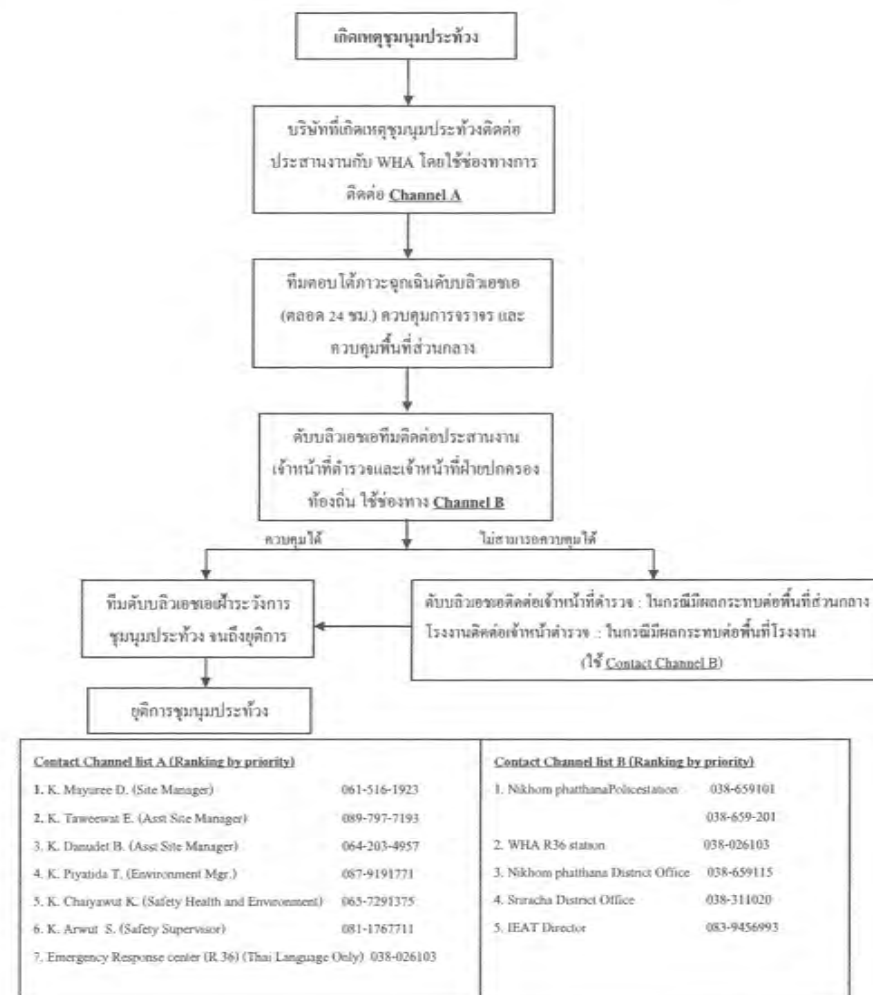 เกิดเหตุชุมนุมประท้วง
บริษัทที่เกิดเหตุชุมนุมประท้วงติดต่อ
ประสานงานกับ WHA โดยใช้ช่องทางการ
ติดต่อ Channel A
ทีมตอบโต้ภาวะฉุกเฉินดับบลิวเอชเอ
(ตลอด 24 ชม.) ควบคุมการจราจร และ
ควบคุมพื้นที่ส่วนกลาง
ดับบลิวเอชเอทีมติดต่อประสานงาน
เจ้าหน้าที่ตำรวจและเจ้าหน้าที่ฝ่ายปกครอง
ท้องถิ่น ใช้ช่องทาง Channel B
ควบคุมได้
ไม่สามารถควบคุมได้
ทีมดับบลิวเอชเอเฝ้าระวังการ
ชุมนุมประท้วง จนถึงยุติการ
ดับบลิวเอชเอติดต่อเจ้าหน้าที่ตำรวจ : ในกรณีมีผลกระทบต่อพื้นที่ส่วนกลาง
โรงงานติดต่อเจ้าหน้าตำรวจ : ในกรณีมีผลกระทบต่อพื้นที่โรงงาน
(ใช้ Contact Channel B)
ยุติการชุมนุมประท้วง
Contact Channel list A (Ranking by priority)
1. K. Mayuree D. (Site Manager) 061-516-1923
2. K. Taweewat E. (Asst Site Manager) 089-797-7193
3. K. Danudet B. (Asst Site Manager) 064-203-4957
4. K. Piyatida T. (Environment Mgr.) 087-9191771
5. K. Chaiyawut K. (Safety Health and Environment) 065-7291375
6. K. Arwut S. (Safety Supervisor) 081-1767711
7. Emergency Response center (R.36) (Thai Language Only) 038-026103
Contact Channel list B (Ranking by priority)
1. Nikhom phatthanaPolicestation 038-659101
038-659-201
2. WHA R36 station 038-026103
3. Nikhom phatthana District Office 038-659115
4. Sriracha District Office 038-311020
5. IEAT Director 083-9456993